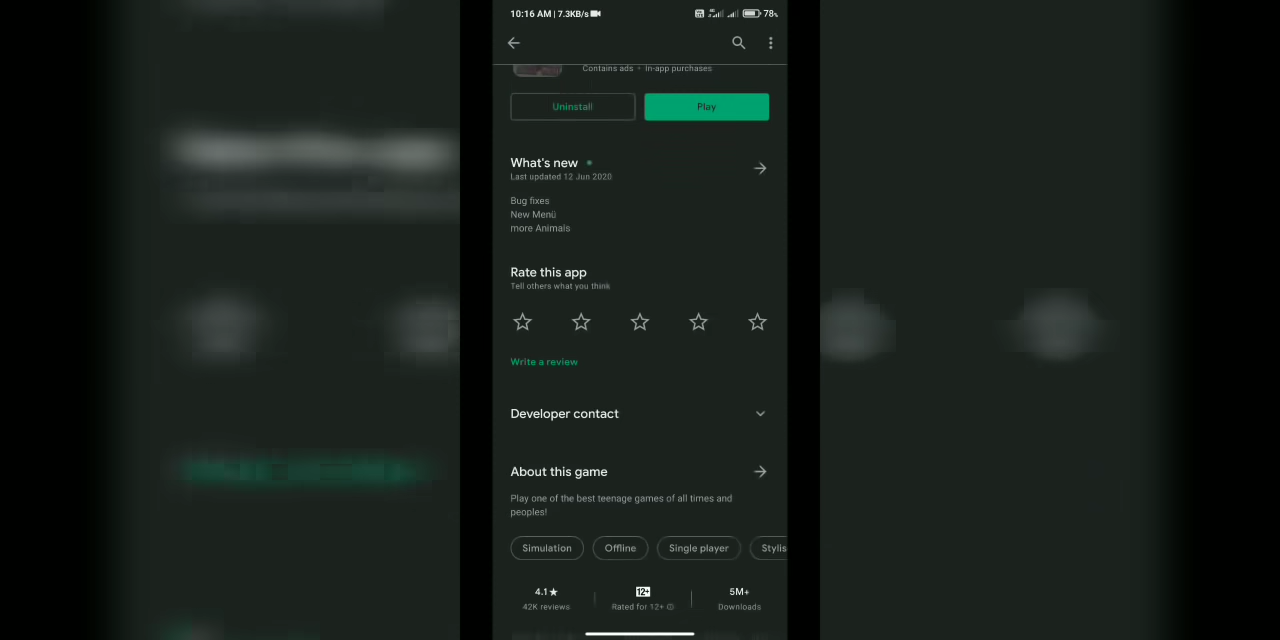 10:16 AM | 7.3KB/s 78%
Contains ads • In-app purchases
Uninstall
Play
What's new
Last updated 12 Jun 2020
Bug fixes
New Menü
more Animals
Rate this app
Tell others what you think
Write a review
Developer contact
About this game
Play one of the best teenage games of all times and
peoples!
Simulation Offline Single player Stylis
4.1★ 12+ 5M+
42K reviews Rated for 12+ Downloads